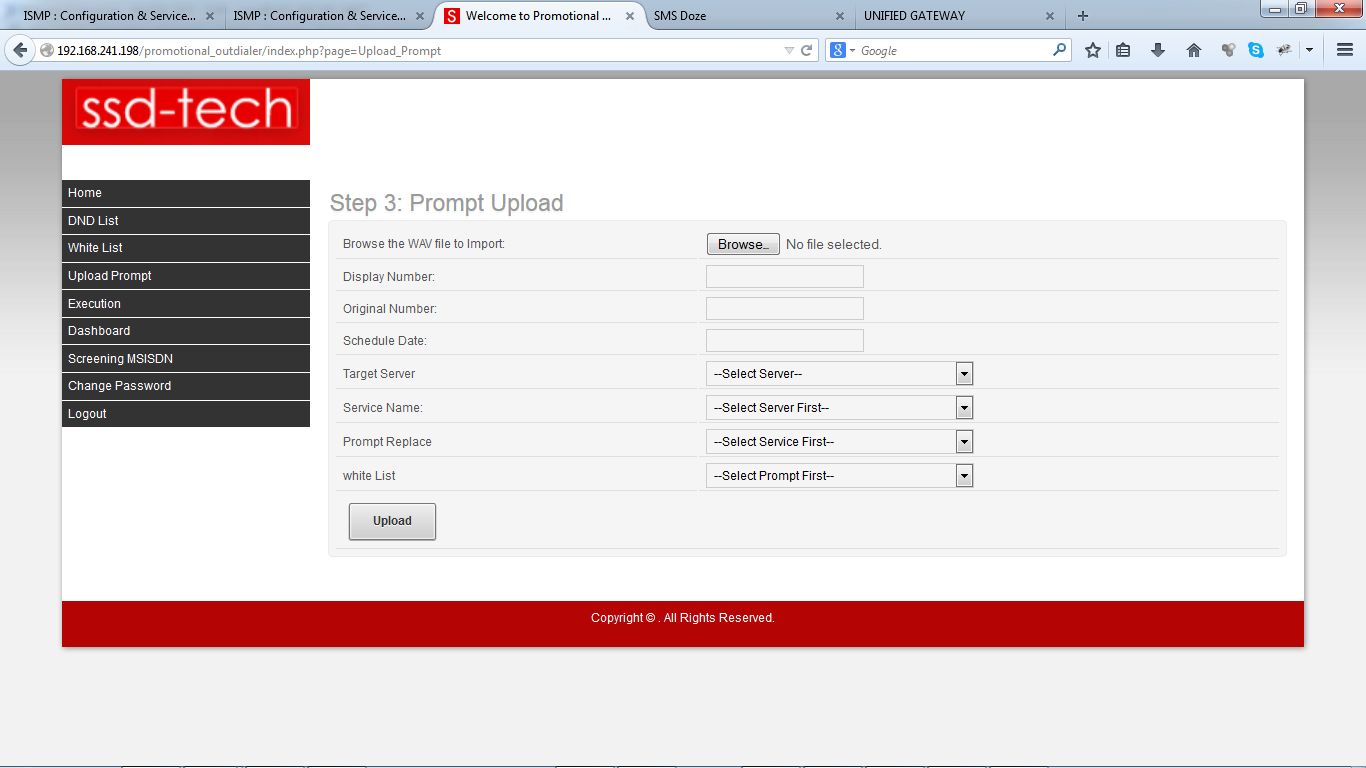 ISMP : Configuration & Service... ISMP : Configuration & Service... S Welcome to Promotional ... SMS Doze UNIFIED GATEWAY
192.168.241.198/promotional_outdialer/index.php?page=Upload_Prompt 8 Google
ssd-tech
Home
DND List
White List
Upload Prompt
Execution
Dashboard
Screening MSISDN
Change Password
Logout
Step 3: Prompt Upload
Browse the WAV file to Import: Browse... No file selected.
Display Number:
Original Number:
Schedule Date:
Target Server --Select Server--
Service Name: --Select Server First--
Prompt Replace --Select Service First--
white List --Select Prompt First--
Upload
Copyright © . All Rights Reserved.